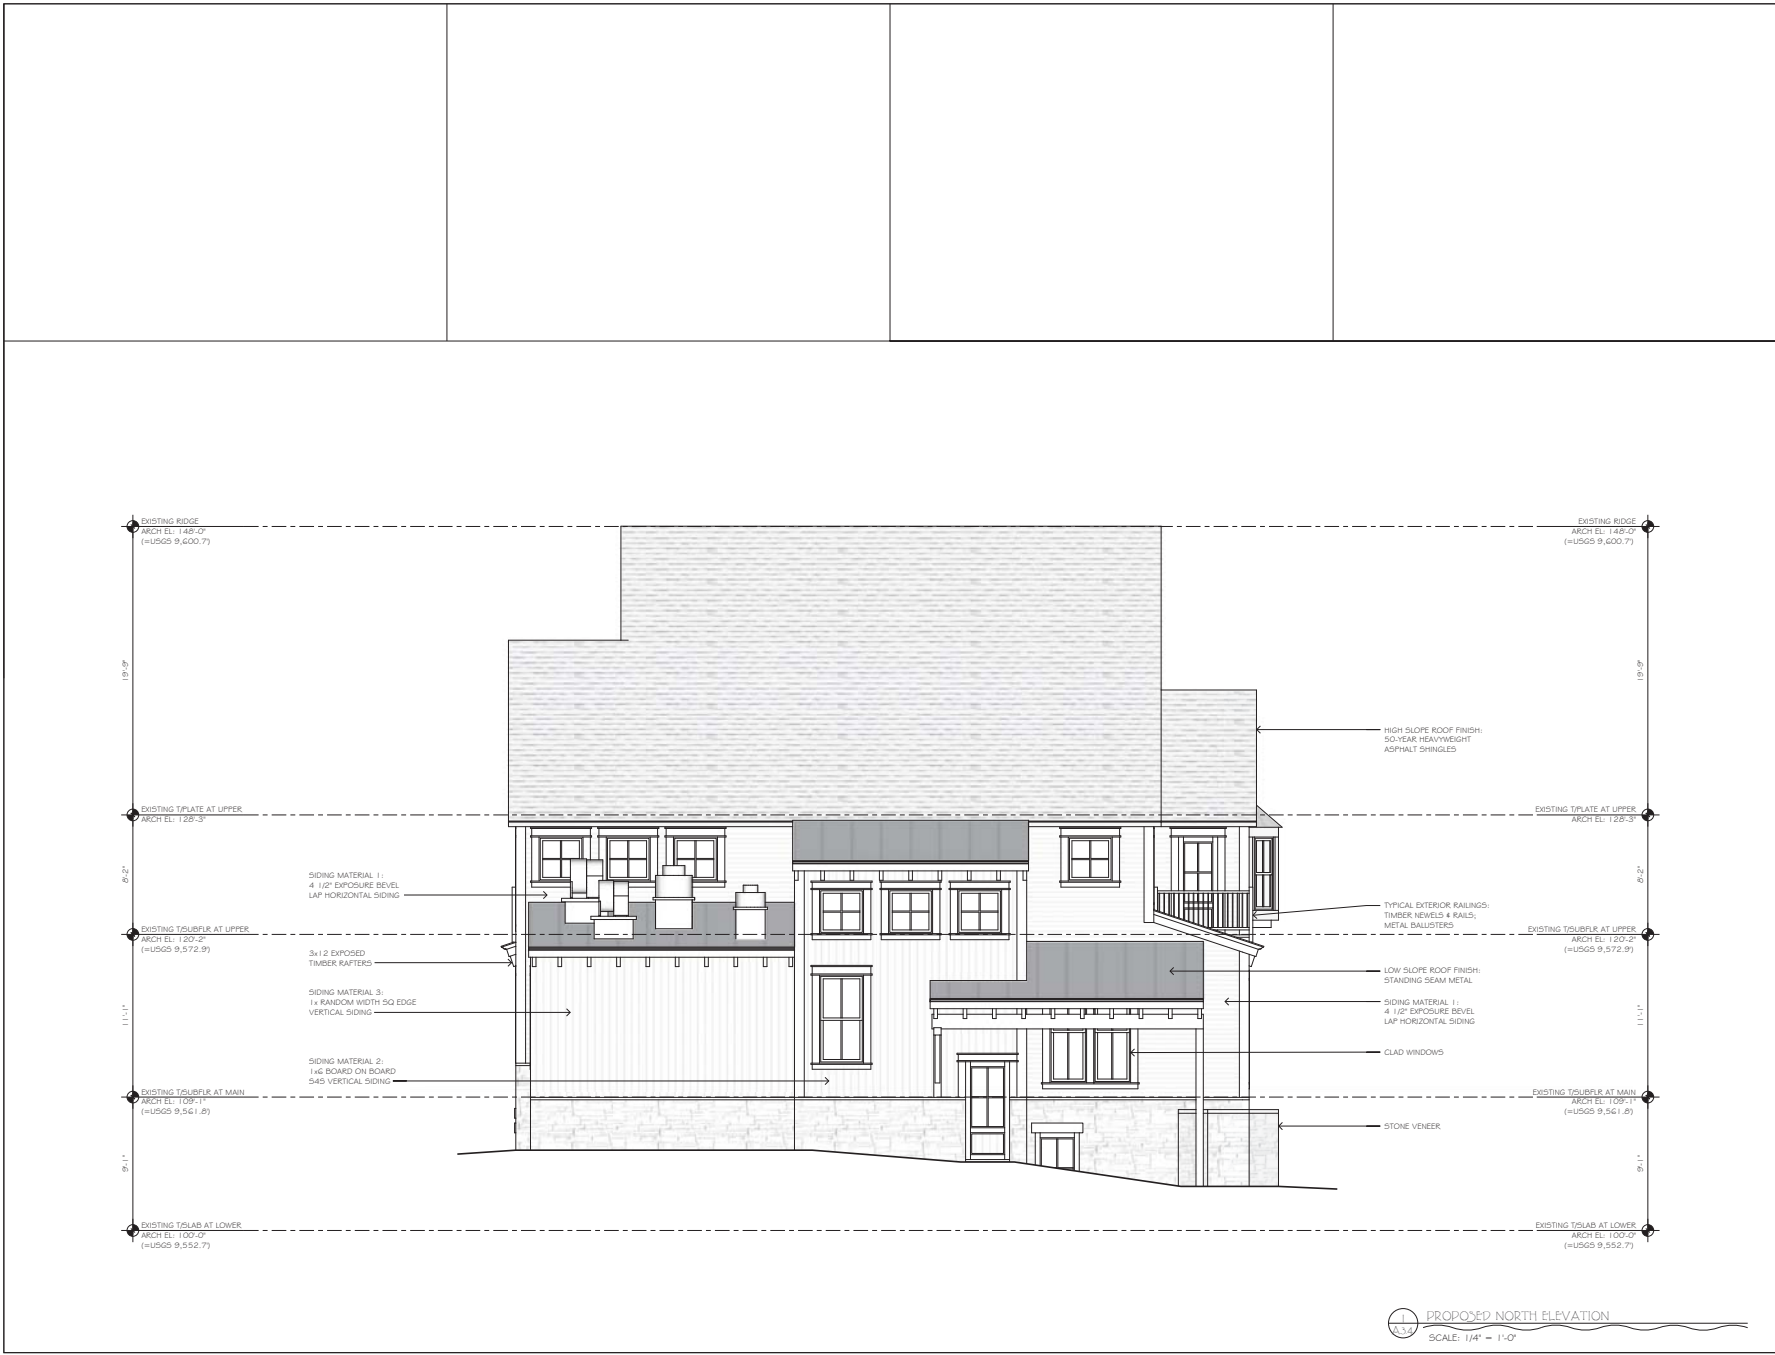 EXISTING RIDGE
ARCH EL: 148'-0"
(=USGS 9,600.7')
EXISTING RIDGE
ARCH EL: 148'-0"
(=USGS 9,600.7')
19'-9"
19'-9"
HIGH SLOPE ROOF FINISH:
50-YEAR HEAVYWEIGHT
ASPHALT SHINGLES
EXISTING T/PLATE AT UPPER
ARCH EL: 128'-3"
EXISTING T/PLATE AT UPPER
ARCH EL: 128'-3"
8'-2"
8'-2"
SIDING MATERIAL 1:
4 1/2" EXPOSURE BEVEL
LAP HORIZONTAL SIDING
TYPICAL EXTERIOR RAILINGS:
TIMBER NEWELS & RAILS;
METAL BALUSTERS
EXISTING T/SUBFLR AT UPPER
ARCH EL: 120'-2"
(=USGS 9,572.9')
EXISTING T/SUBFLR AT UPPER
ARCH EL: 120'-2"
(=USGS 9,572.9')
3x12 EXPOSED
TIMBER RAFTERS
LOW SLOPE ROOF FINISH:
STANDING SEAM METAL
SIDING MATERIAL 3:
1x RANDOM WIDTH SQ EDGE
VERTICAL SIDING
SIDING MATERIAL 1:
4 1/2" EXPOSURE BEVEL
LAP HORIZONTAL SIDING
11'-1"
11'-1"
CLAD WINDOWS
SIDING MATERIAL 2:
1x6 BOARD ON BOARD
S4S VERTICAL SIDING
EXISTING T/SUBFLR AT MAIN
ARCH EL: 109'-1"
(=USGS 9,561.8')
EXISTING T/SUBFLR AT MAIN
ARCH EL: 109'-1"
(=USGS 9,561.8')
STONE VENEER
9'-1"
9'-1"
EXISTING T/SLAB AT LOWER
ARCH EL: 100'-0"
(=USGS 9,552.7')
EXISTING T/SLAB AT LOWER
ARCH EL: 100'-0"
(=USGS 9,552.7')
1
A3.4
PROPOSED NORTH ELEVATION
SCALE: 1/4" = 1'-0"